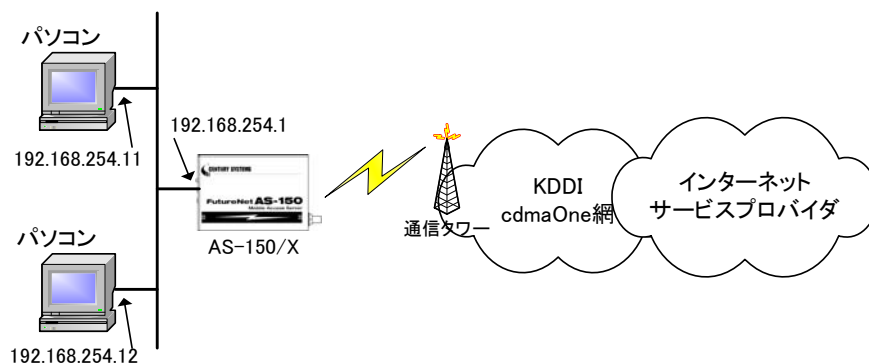 パソコン
192.168.254.11
192.168.254.1
CENTURY SYSTEMS
FutureNet AS-150
Mobile Access Server
AS-150/X
通信タワー
KDDI
cdmaOne網
インターネット
サービスプロバイダ
パソコン
192.168.254.12